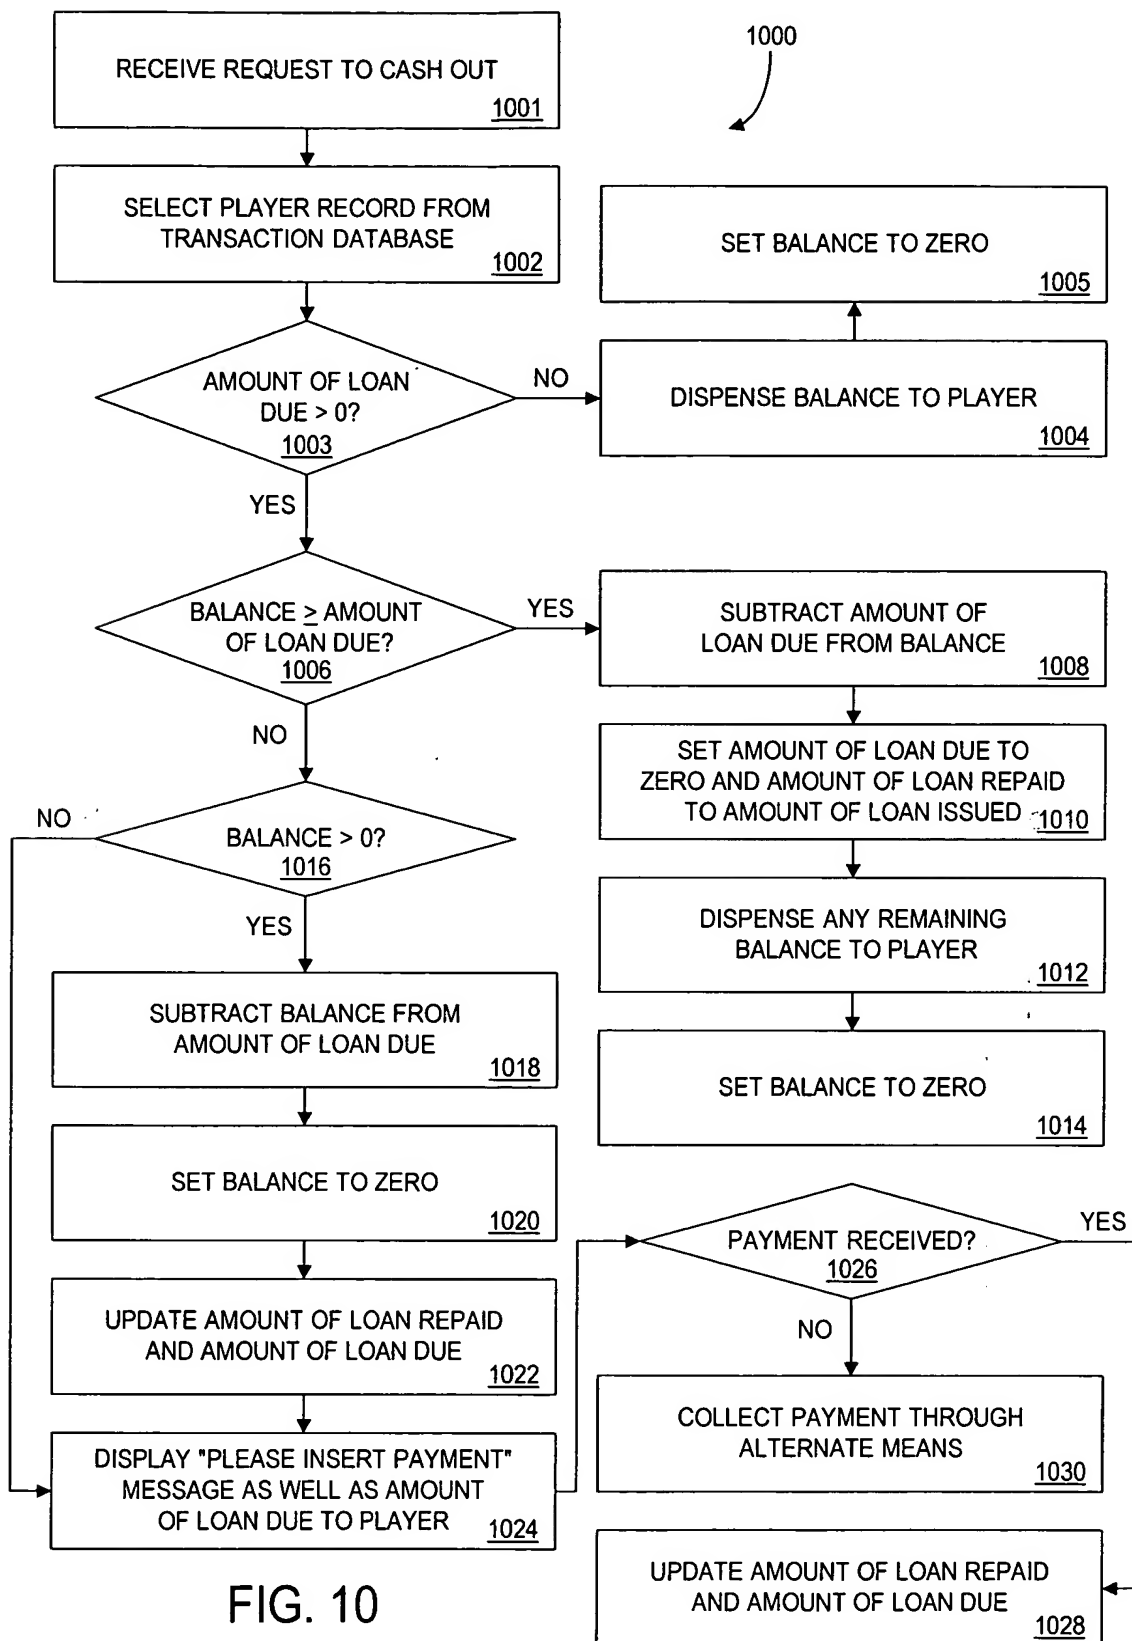 1000
RECEIVE REQUEST TO CASH OUT
1001
SELECT PLAYER RECORD FROM
TRANSACTION DATABASE
1002
SET BALANCE TO ZERO
1005
AMOUNT OF LOAN
DUE > 0?
1003
NO
DISPENSE BALANCE TO PLAYER
1004
YES
BALANCE ≥ AMOUNT
OF LOAN DUE?
1006
YES
SUBTRACT AMOUNT OF
LOAN DUE FROM BALANCE
1008
NO
SET AMOUNT OF LOAN DUE TO
ZERO AND AMOUNT OF LOAN REPAID
TO AMOUNT OF LOAN ISSUED
1010
NO
BALANCE > 0?
1016
DISPENSE ANY REMAINING
BALANCE TO PLAYER
1012
YES
SUBTRACT BALANCE FROM
AMOUNT OF LOAN DUE
1018
SET BALANCE TO ZERO
1014
SET BALANCE TO ZERO
1020
PAYMENT RECEIVED?
1026
YES
UPDATE AMOUNT OF LOAN REPAID
AND AMOUNT OF LOAN DUE
1022
NO
COLLECT PAYMENT THROUGH
ALTERNATE MEANS
1030
DISPLAY "PLEASE INSERT PAYMENT"
MESSAGE AS WELL AS AMOUNT
OF LOAN DUE TO PLAYER
1024
UPDATE AMOUNT OF LOAN REPAID
AND AMOUNT OF LOAN DUE
1028
FIG. 10